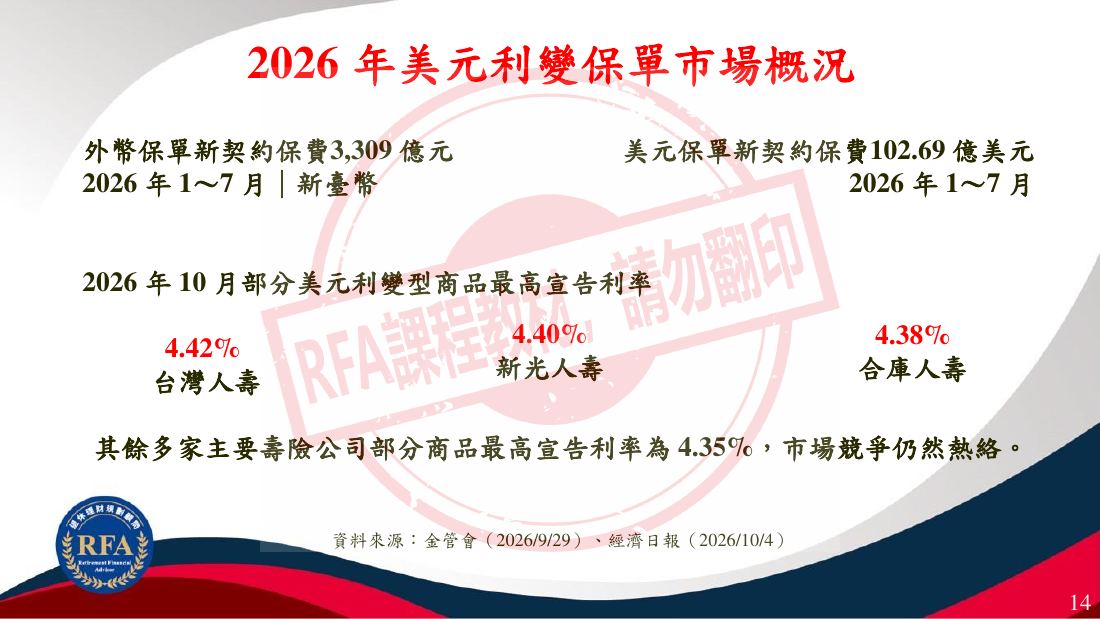 2026 年美元利變保單市場概況
外幣保單新契約保費3,309 億元
2026 年 1～7 月｜新臺幣
美元保單新契約保費102.69 億美元
2026 年 1～7 月
2026 年 10 月部分美元利變型商品最高宣告利率
4.42%
台灣人壽
4.40%
新光人壽
4.38%
合庫人壽
RFA課程教材，請勿翻印
其餘多家主要壽險公司部分商品最高宣告利率為 4.35%，市場競爭仍然熱絡。
資料來源：金管會（2026/9/29）、經濟日報（2026/10/4）
退休理財規劃顧問
RFA
Retirement Financial
Advisor
14